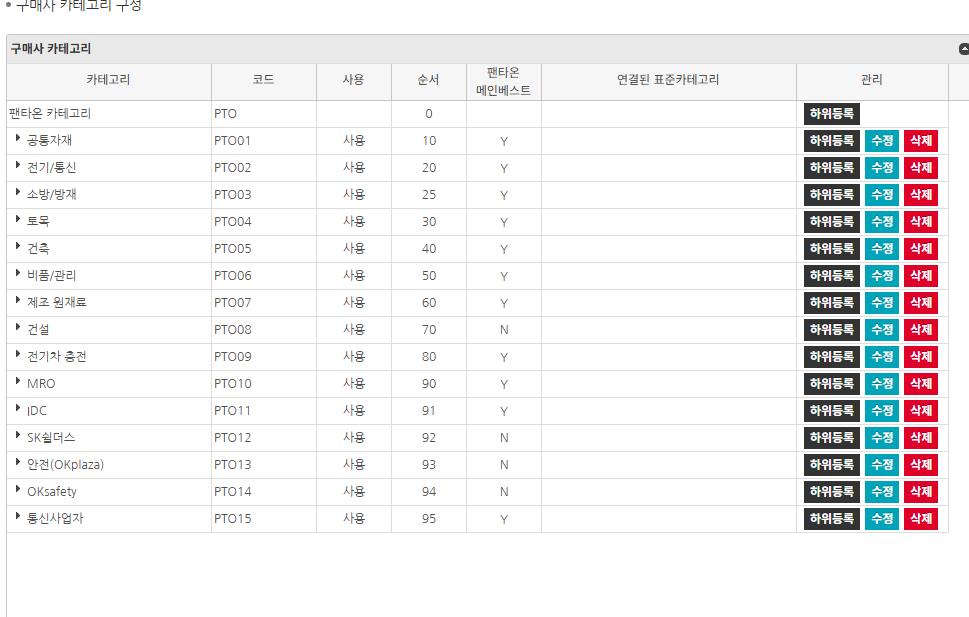 구매사 카테고리 구성
구매사 카테고리
카테고리 코드 사용 순서 팬타온 메인베스트 연결된 표준카테고리 관리
팬타온 카테고리 PTO 0 하위등록
공통자재 PTO01 사용 10 Y 하위등록 수정 삭제
전기/통신 PTO02 사용 20 Y 하위등록 수정 삭제
소방/방재 PTO03 사용 25 Y 하위등록 수정 삭제
토목 PTO04 사용 30 Y 하위등록 수정 삭제
건축 PTO05 사용 40 Y 하위등록 수정 삭제
비품/관리 PTO06 사용 50 Y 하위등록 수정 삭제
제조 원재료 PTO07 사용 60 Y 하위등록 수정 삭제
건설 PTO08 사용 70 N 하위등록 수정 삭제
전기차 충전 PTO09 사용 80 Y 하위등록 수정 삭제
MRO PTO10 사용 90 Y 하위등록 수정 삭제
IDC PTO11 사용 91 Y 하위등록 수정 삭제
SK쉴더스 PTO12 사용 92 N 하위등록 수정 삭제
안전(OKplaza) PTO13 사용 93 N 하위등록 수정 삭제
OKsafety PTO14 사용 94 N 하위등록 수정 삭제
통신사업자 PTO15 사용 95 Y 하위등록 수정 삭제